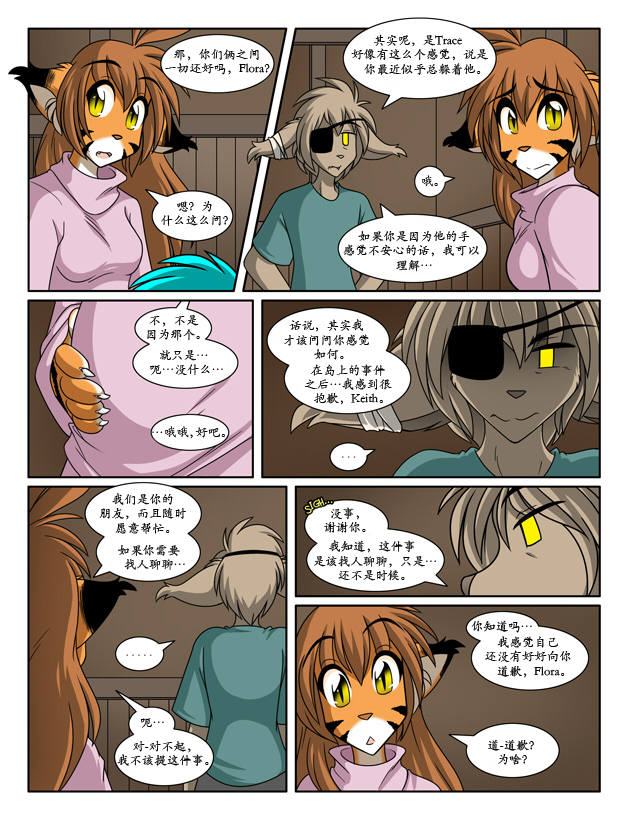 那，你们俩之间
一切还好吗，Flora?
嗯? 为
什么这么问?
其实呢，是Trace
好像有这么个感觉，说是
你最近似乎总躲着他。
哦。
如果你是因为他的手
感觉不安心的话，我可以
理解…
不，不是
因为那个。
就只是…
呃…没什么…
…哦哦，好吧。
话说，其实我
才该问问你感觉
如何。
在岛上的事件
之后…我感到很
抱歉，Keith。
...
我们是你的
朋友，而且随时
愿意帮忙。
如果你需要
找人聊聊…
.....
呃…
对-对不起，
我不该提这件事。
SIGH...
没事，
谢谢你。
我知道，这件事
是该找人聊聊，只是…
还不是时候。
你知道吗…
我感觉自己
还没有好好向你
道歉，Flora。
道-道歉?
为啥?